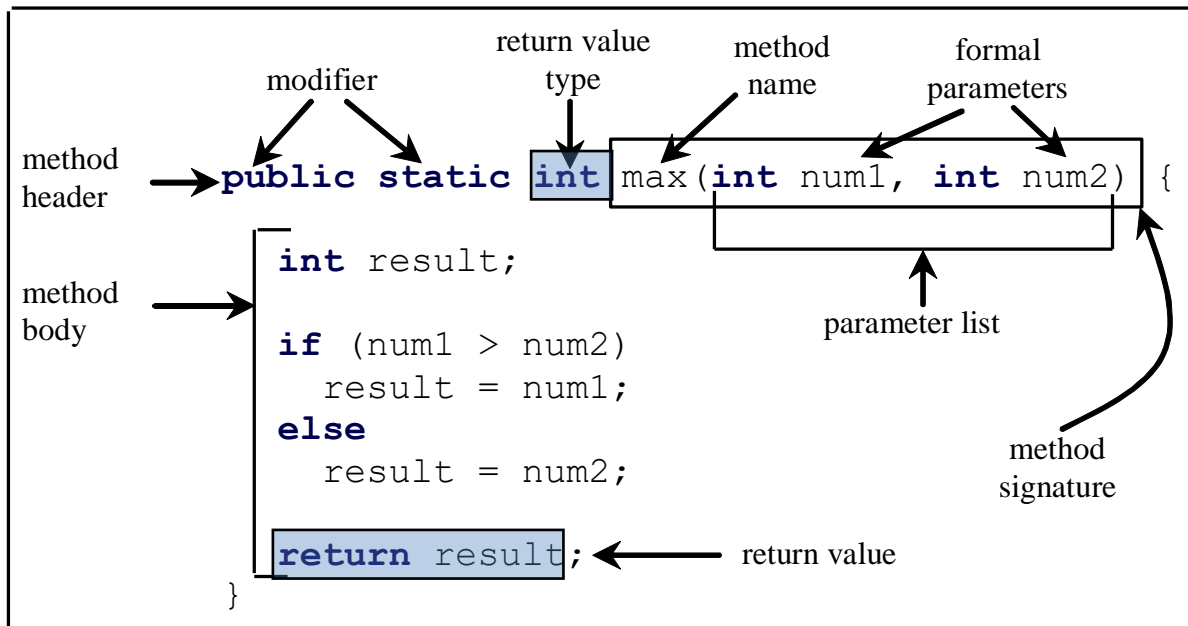 return value
type
method
name
formal
parameters
modifier
method
header
public static int max(int num1, int num2) {
int result;
method
body
parameter list
if (num1 > num2)
result = num1;
else
result = num2;
method
signature
return result;
return value
}